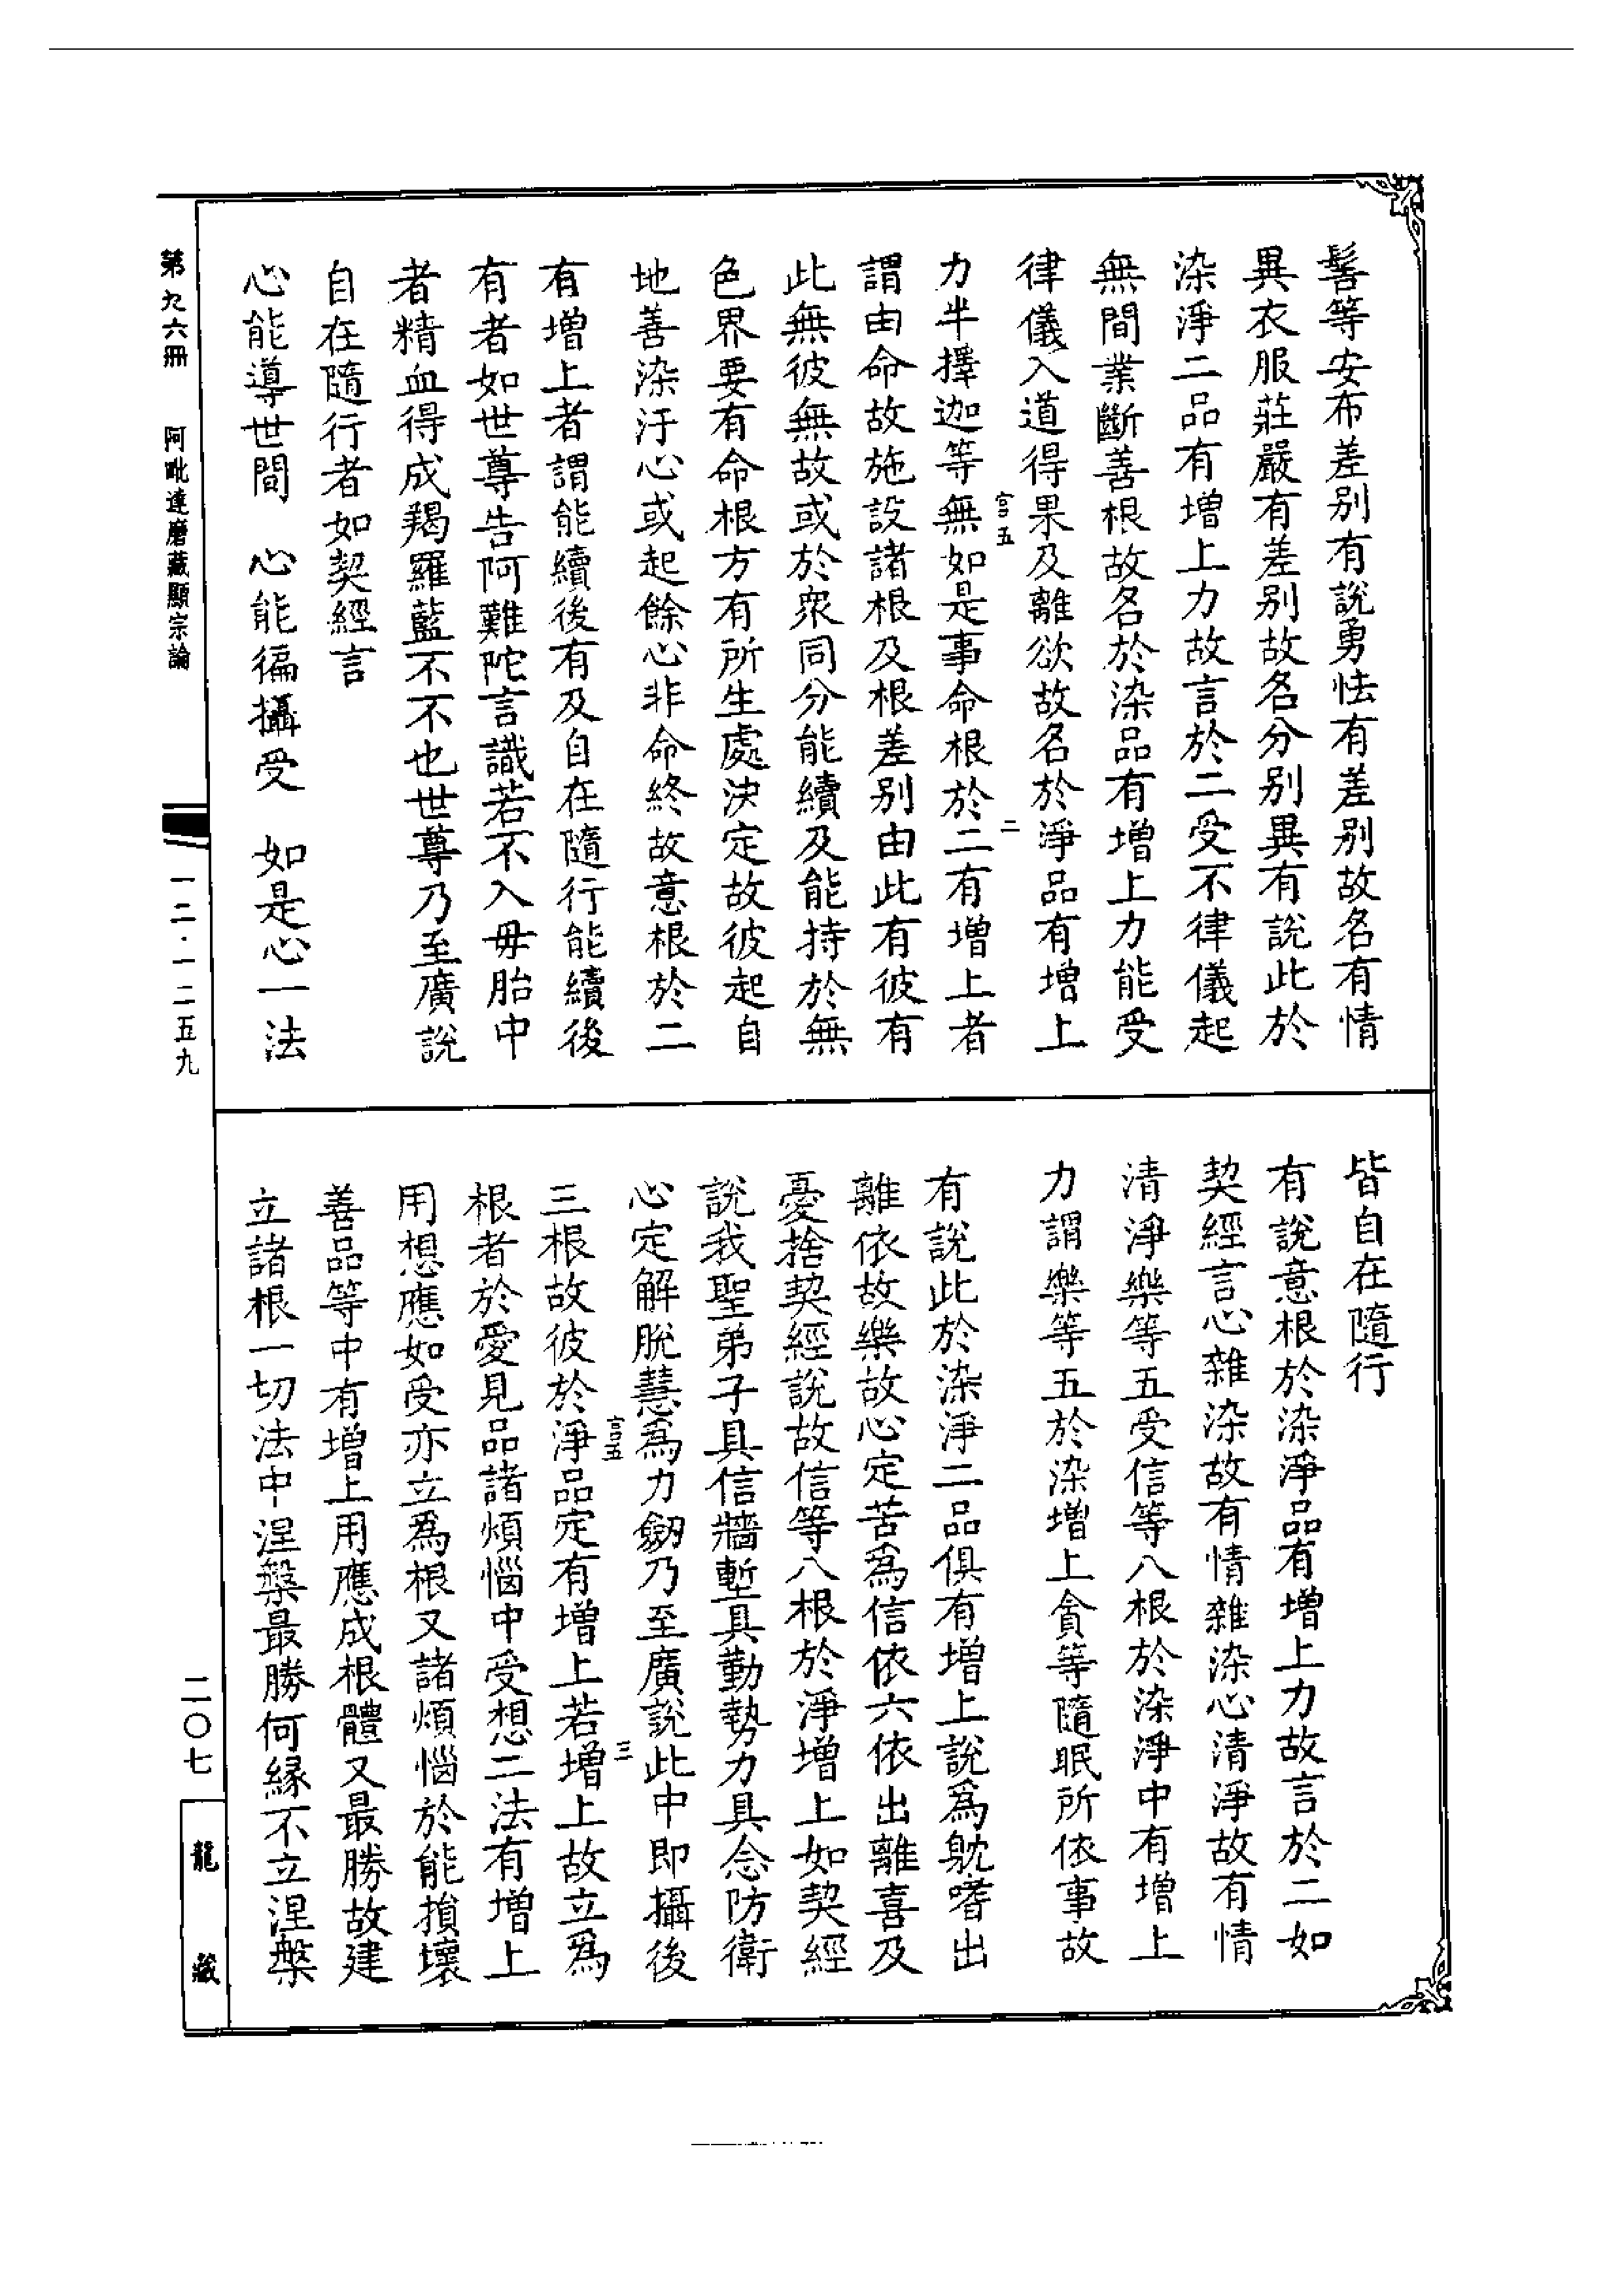 髻等安布差別有說勇怯有差別故名有情
異衣服莊嚴有差別故名分別異有說此於
染淨二品有增上力故言於二受不律儀起
無間業斷善根故名於染品有增上力能受
律儀入道得果及離欲故名於淨品有增上
宫五 二
力半擇迦等無如是事命根於二有增上者
謂由命故施設諸根及根差別由此有彼有
此無彼無故或於衆同分能續及能持於無
色界要有命根方有所生處決定故彼起自
地善染汙心或起餘心非命終故意根於二
有增上者謂能續後有及自在隨行能續後
有者如世尊告阿難陀言識若不入毋胎中
者精血得成羯羅藍不不也世尊乃至廣說
自在隨行者如契經言
心能導世間 心能徧攝受 如是心一法
皆自在隨行
有說意根於染淨品有增上力故言於二如
契經言心雜染故有情雜染心清淨故有情
清淨樂等五受信等八根於染淨中有增上
力謂樂等五於染增上貪等隨眠所依事故
有說此於染淨二品俱有增上說爲躭嗜出
離依故樂故心定苦爲信依六依出離喜及
憂捨契經說故信等八根於淨增上如契經
說我聖弟子具信牆塹具勤勢力具念防衛
心定解脫慧爲力劒乃至廣說此中即攝後
宫五 三
三根故彼於淨品定有增上若增上故立爲
根者於愛見品諸煩惱中受想二法有增上
用想應如受亦立爲根又諸煩惱於能損壞
善品等中有增上用應成根體又最勝故建
立諸根一切法中涅槃最勝何緣不立涅槃
第九六冊 阿毗達磨藏顯宗論
一二·一二五九
二〇七
龍藏